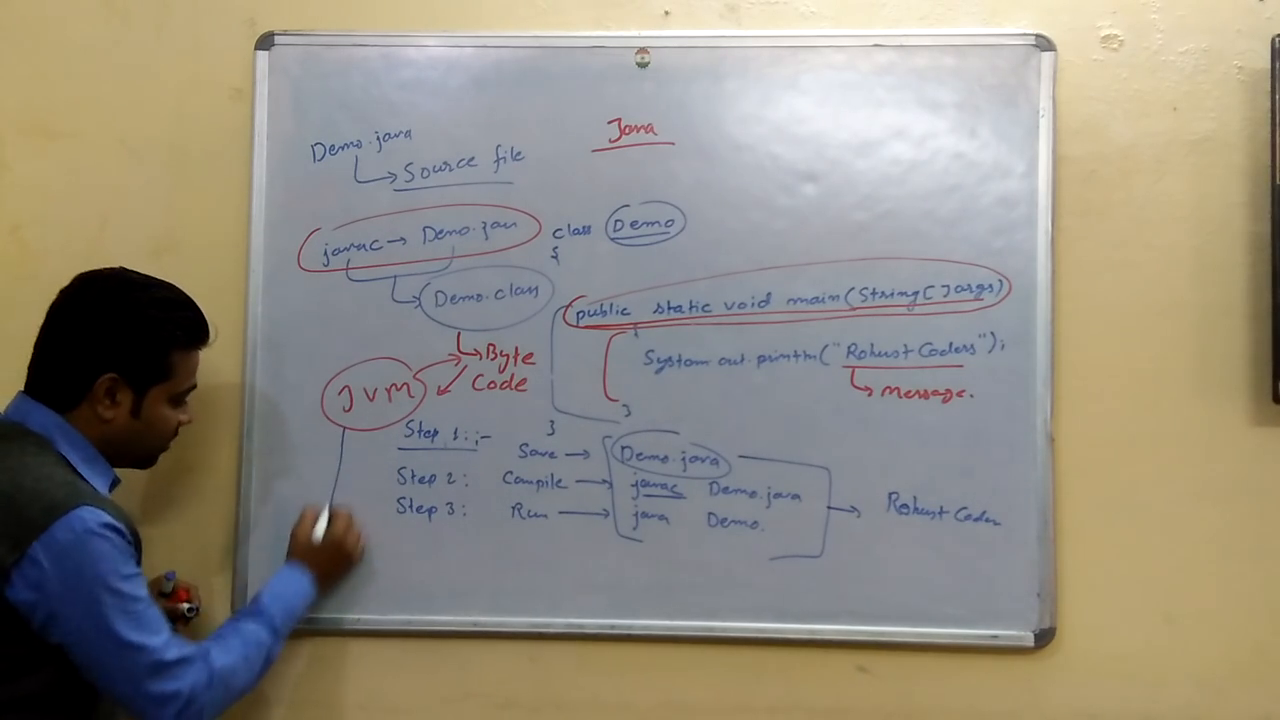 Java
Demo.java
Source file
javac → Demo.java
class Demo
{
Demo.class
public static void main(String[] args)
{
System.out.println("Robust Coders");
Message.
}
}
Byte
Code
JVM
Step 1:- Save → Demo.java
Step 2: Compile → javac Demo.java
Step 3: Run → java Demo.
Robust Coder